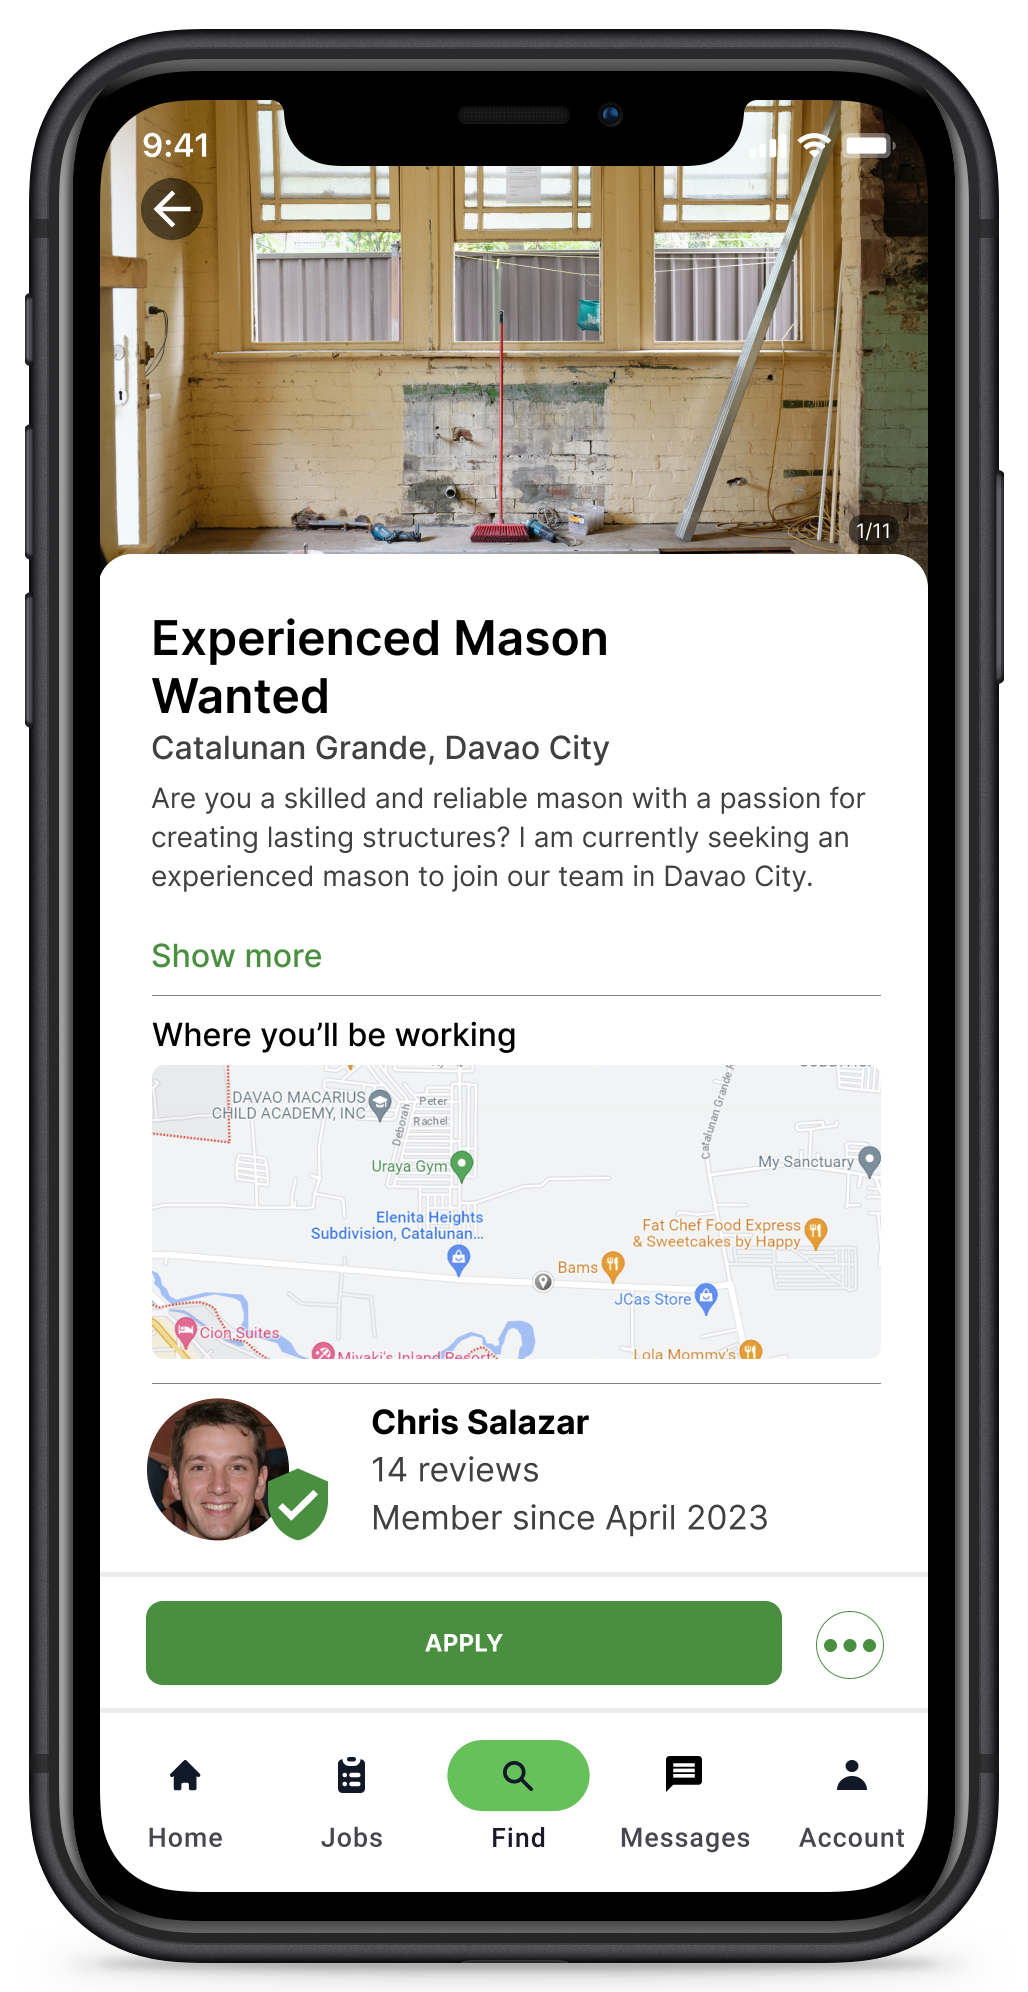 9:41
1/11
Experienced Mason
Wanted
Catalunan Grande, Davao City
Are you a skilled and reliable mason with a passion for
creating lasting structures? I am currently seeking an
experienced mason to join our team in Davao City.
Show more
Where you’ll be working
DAVAO MACARIUS
CHILD ACADEMY, INC
Deborah
Peter
Rachel
Catalunan Grande
Uraya Gym
My Sanctuary
Elenita Heights
Subdivision, Catalunan...
Fat Chef Food Express
& Sweetcakes by Happy
Bams
JCas Store
Cion Suites
Miyaki's Inland Resort
Lola Mommy's
Chris Salazar
14 reviews
Member since April 2023
APPLY
Home
Jobs
Find
Messages
Account